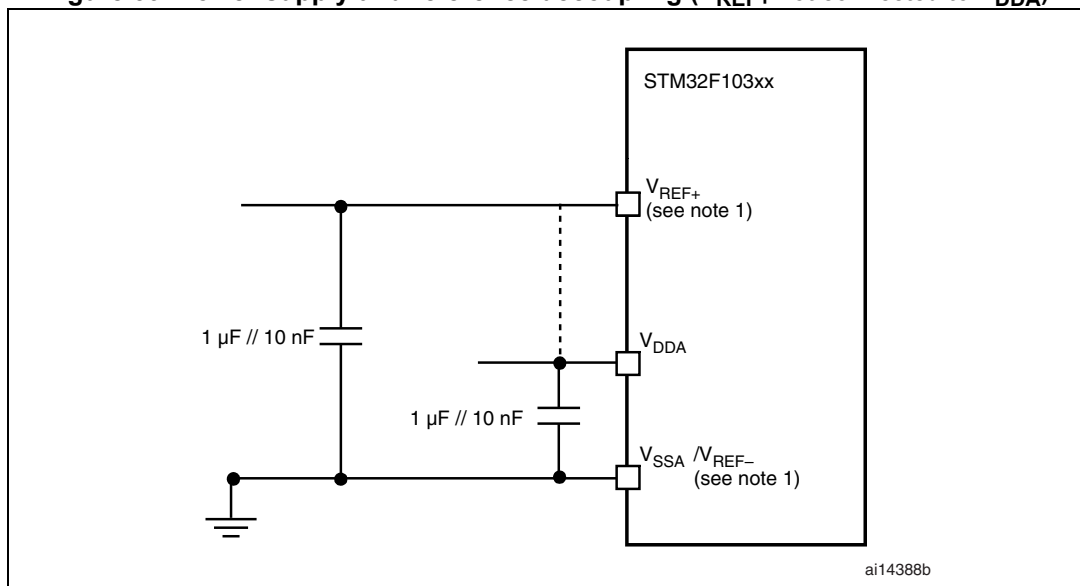 STM32F103xx
VREF+
(see note 1)
1 µF // 10 nF
VDDA
1 µF // 10 nF
VSSA /VREF–
(see note 1)
ai14388b